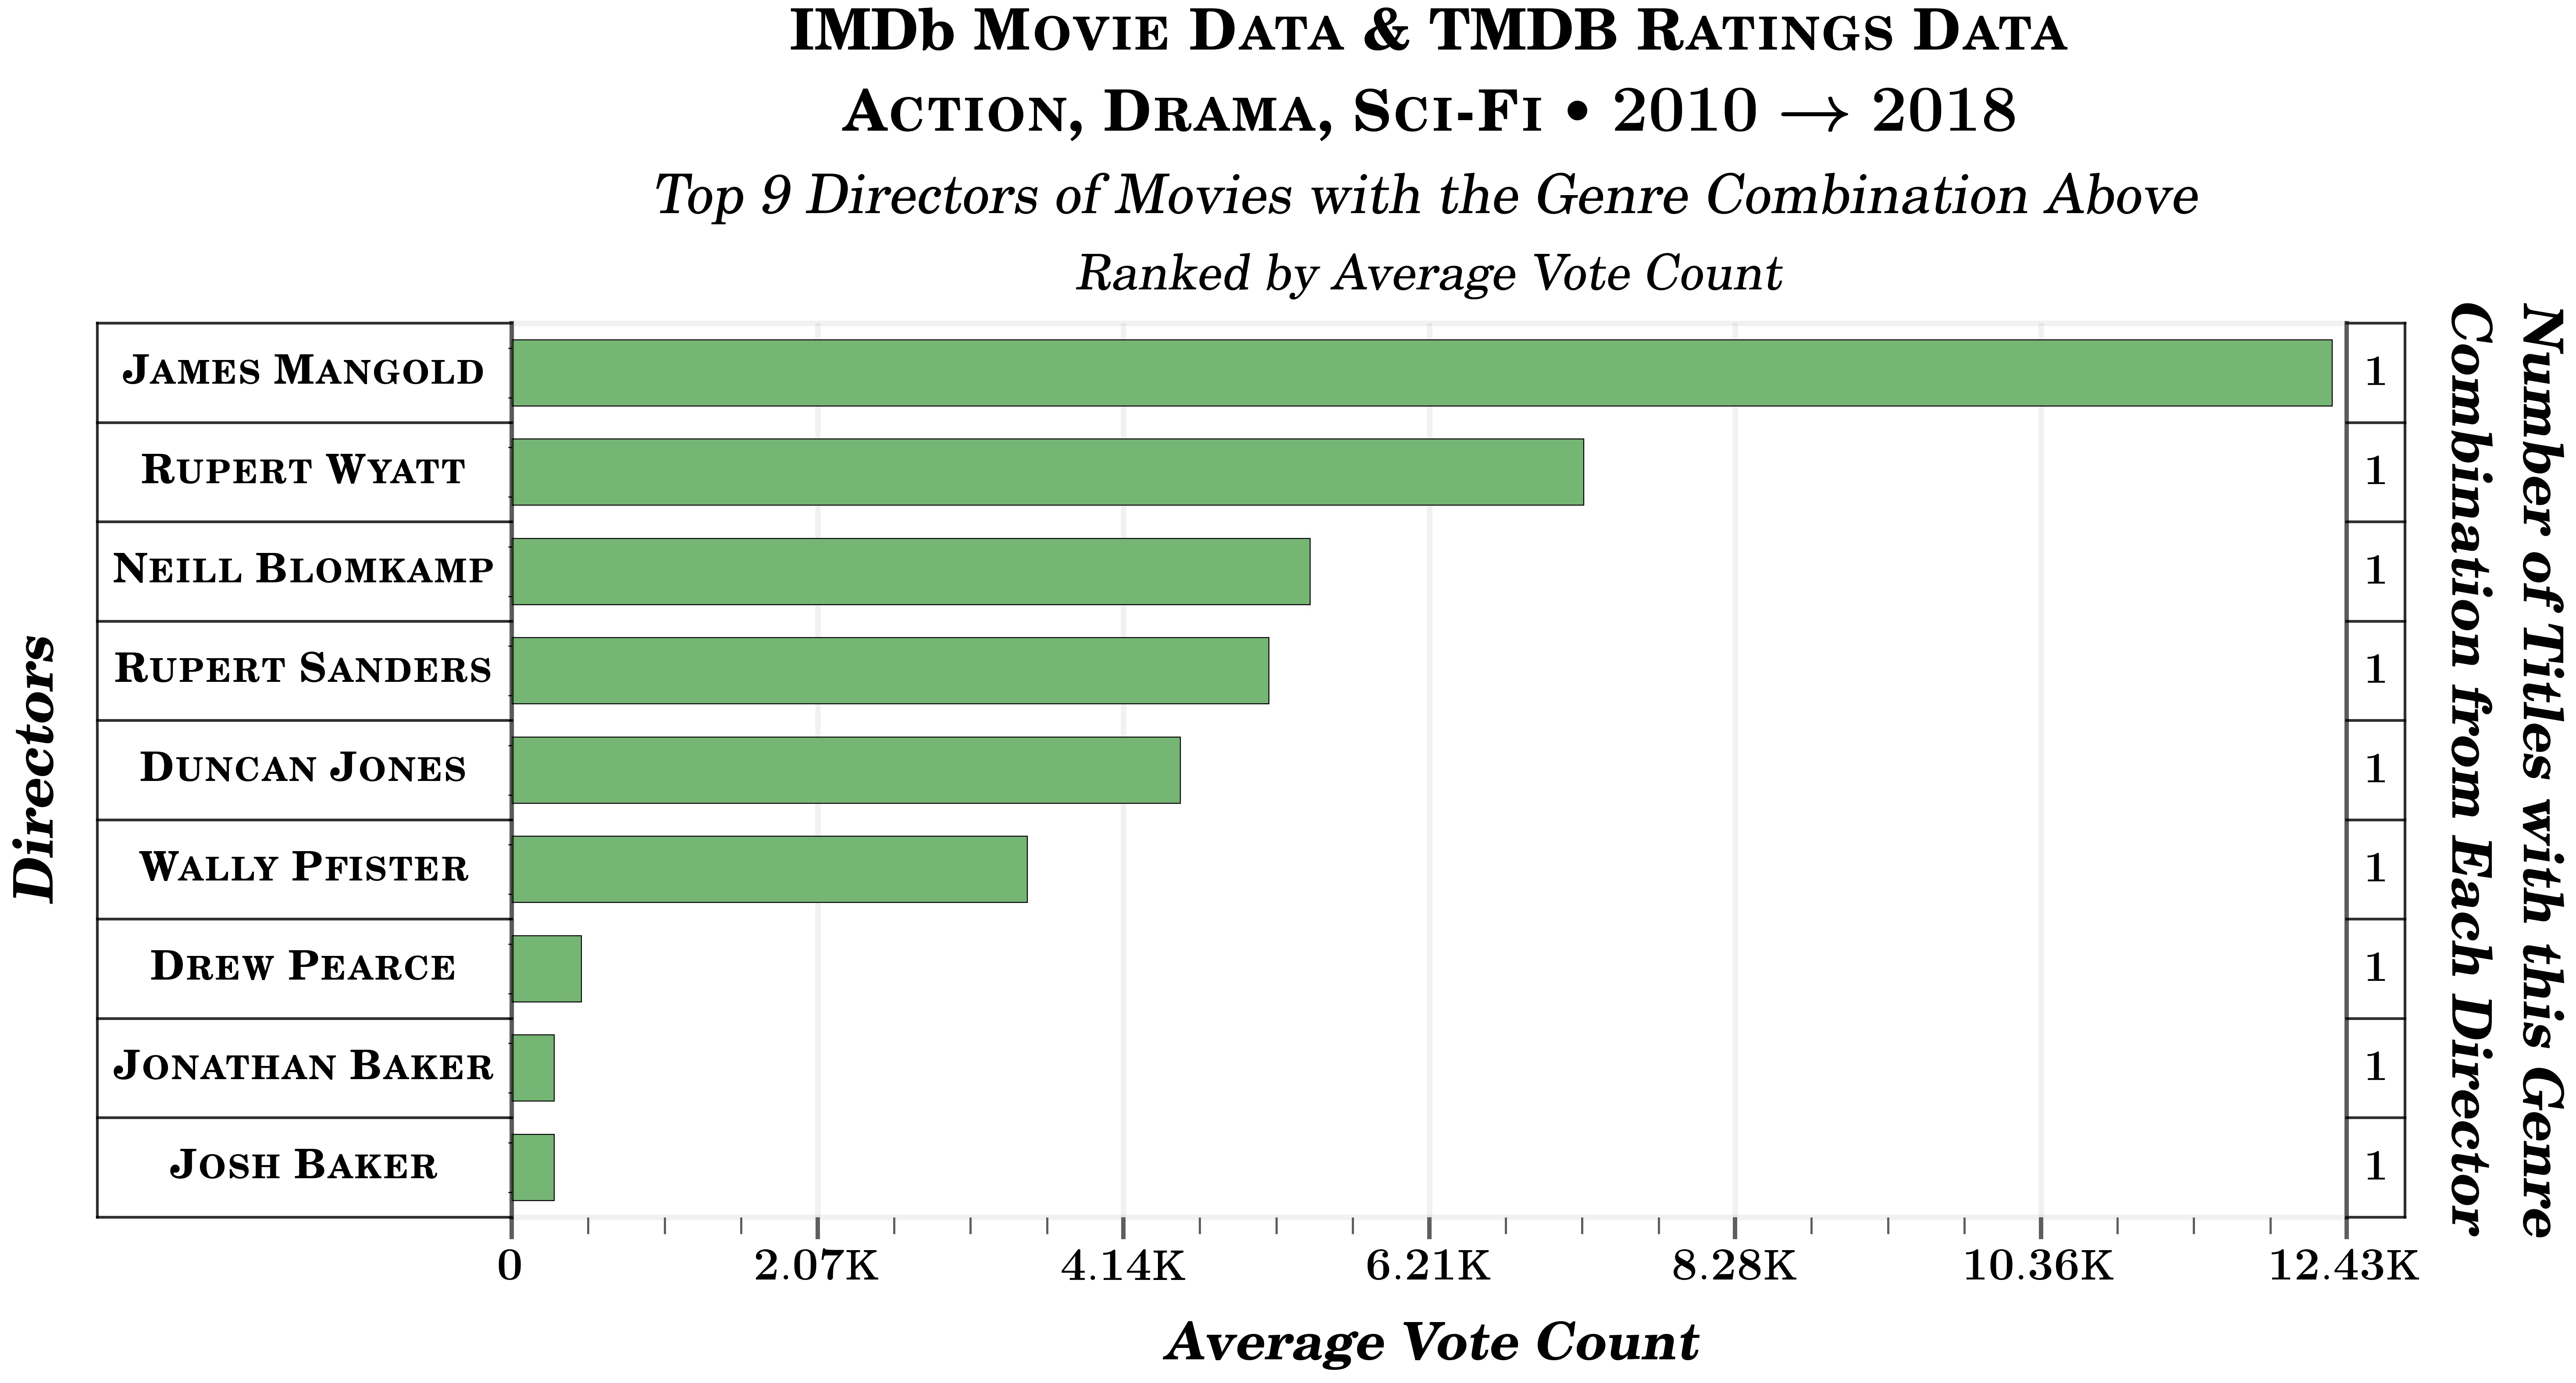 IMDb Movie Data & TMDB Ratings Data
Action, Drama, Sci-Fi • 2010 → 2018
Top 9 Directors of Movies with the Genre Combination Above
Ranked by Average Vote Count
Directors
James Mangold 1
Rupert Wyatt 1
Neill Blomkamp 1
Rupert Sanders 1
Duncan Jones 1
Wally Pfister 1
Drew Pearce 1
Jonathan Baker 1
Josh Baker 1
Number of Titles with this Genre
Combination from Each Director
0 2.07K 4.14K 6.21K 8.28K 10.36K 12.43K
Average Vote Count